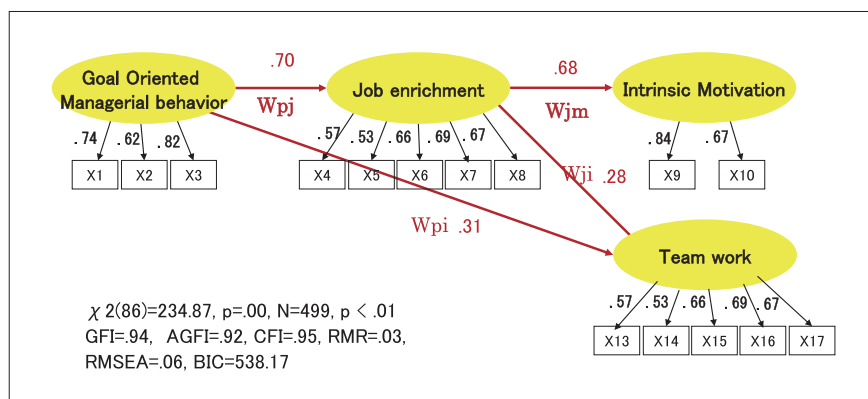 .70
.68
Goal Oriented
Managerial behavior
Job enrichment
Intrinsic Motivation
Wpj
Wjm
.74
.62
.82
.57
.53
.66
.69
.67
.84
.67
X1
X2
X3
X4
X5
X6
X7
X8
X9
X10
Wji .28
Wpi .31
Team work
.57
.53
.66
.69
.67
X13
X14
X15
X16
X17
χ2(86)=234.87, p=.00, N=499, p < .01
GFI=.94, AGFI=.92, CFI=.95, RMR=.03,
RMSEA=.06, BIC=538.17